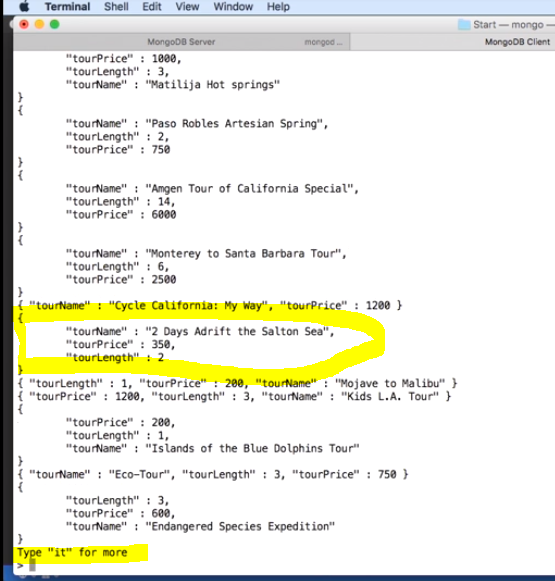 Terminal Shell Edit View Window Help
Start — mongo —
MongoDB Server mongod ... MongoDB Client
"tourPrice" : 1000,
"tourLength" : 3,
"tourName" : "Matilija Hot springs"
}
{
"tourName" : "Paso Robles Artesian Spring",
"tourLength" : 2,
"tourPrice" : 750
}
{
"tourName" : "Amgen Tour of California Special",
"tourLength" : 14,
"tourPrice" : 6000
}
{
"tourName" : "Monterey to Santa Barbara Tour",
"tourLength" : 6,
"tourPrice" : 2500
}
{ "tourName" : "Cycle California: My Way", "tourPrice" : 1200 }
{
"tourName" : "2 Days Adrift the Salton Sea",
"tourPrice" : 350,
"tourLength" : 2
}
{ "tourLength" : 1, "tourPrice" : 200, "tourName" : "Mojave to Malibu" }
{ "tourPrice" : 1200, "tourLength" : 3, "tourName" : "Kids L.A. Tour" }
{
"tourPrice" : 200,
"tourLength" : 1,
"tourName" : "Islands of the Blue Dolphins Tour"
}
{ "tourName" : "Eco-Tour", "tourLength" : 3, "tourPrice" : 750 }
{
"tourLength" : 3,
"tourPrice" : 600,
"tourName" : "Endangered Species Expedition"
}
Type "it" for more
>